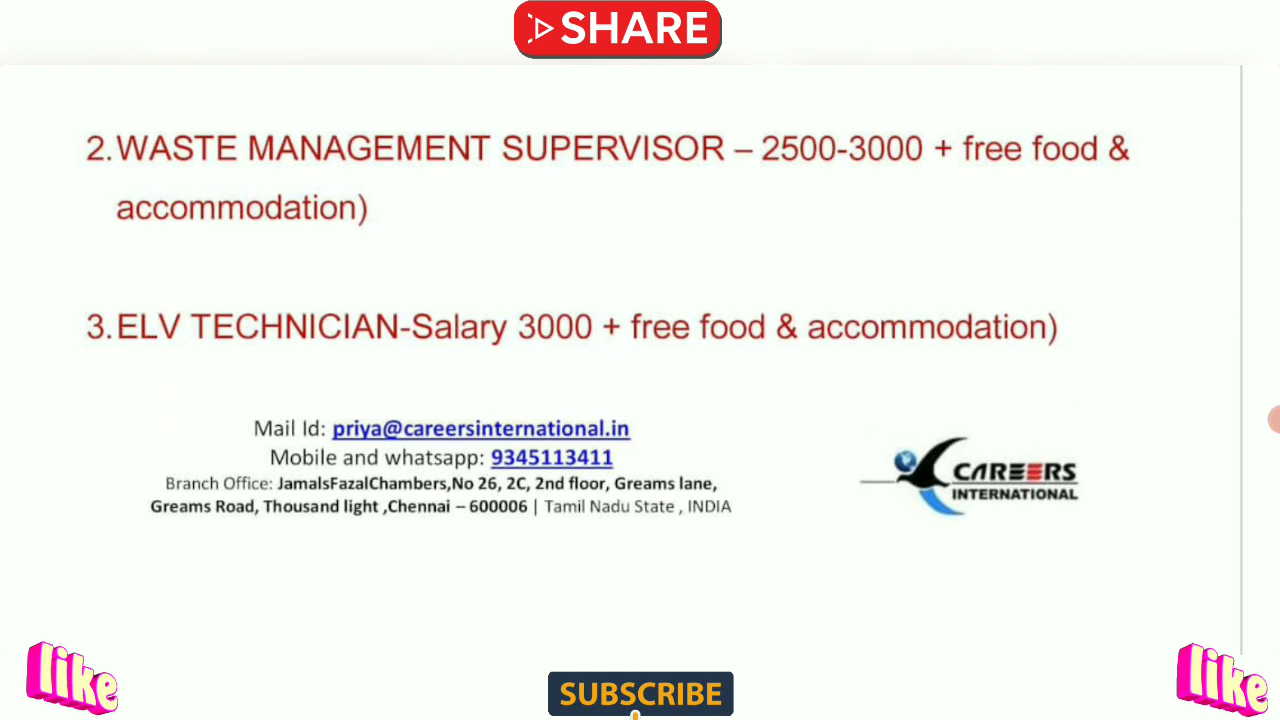 SHARE
2. WASTE MANAGEMENT SUPERVISOR – 2500-3000 + free food &
accommodation)
3. ELV TECHNICIAN-Salary 3000 + free food & accommodation)
Mail Id: priya@careersinternational.in
Mobile and whatsapp: 9345113411
Branch Office: JamalsFazalChambers,No 26, 2C, 2nd floor, Greams lane,
Greams Road, Thousand light ,Chennai – 600006 | Tamil Nadu State , INDIA
CAREERS
INTERNATIONAL
like
like
SUBSCRIBE